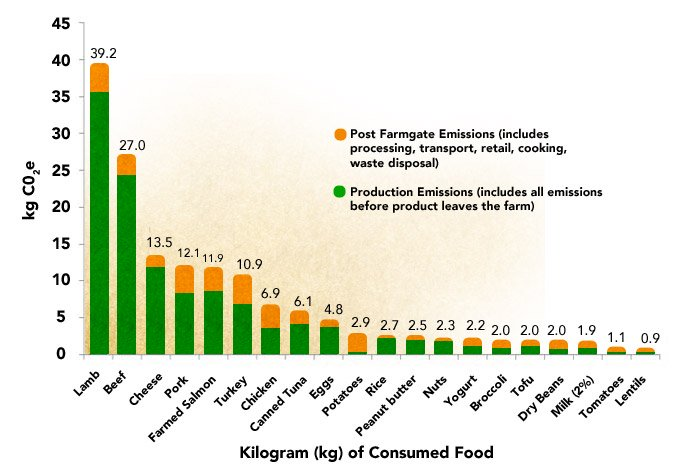 45
40
35
30
25
20
15
10
5
0
kg C0₂e
39.2
27.0
13.5
12.1
11.9
10.9
6.9
6.1
4.8
2.9
2.7
2.5
2.3
2.2
2.0
2.0
2.0
1.9
1.1
0.9
Post Farmgate Emissions (includes
processing, transport, retail, cooking,
waste disposal)
Production Emissions (includes all emissions
before product leaves the farm)
Lamb
Beef
Cheese
Pork
Farmed Salmon
Turkey
Chicken
Canned Tuna
Eggs
Potatoes
Rice
Peanut butter
Nuts
Yogurt
Broccoli
Tofu
Dry Beans
Milk (2%)
Tomatoes
Lentils
Kilogram (kg) of Consumed Food